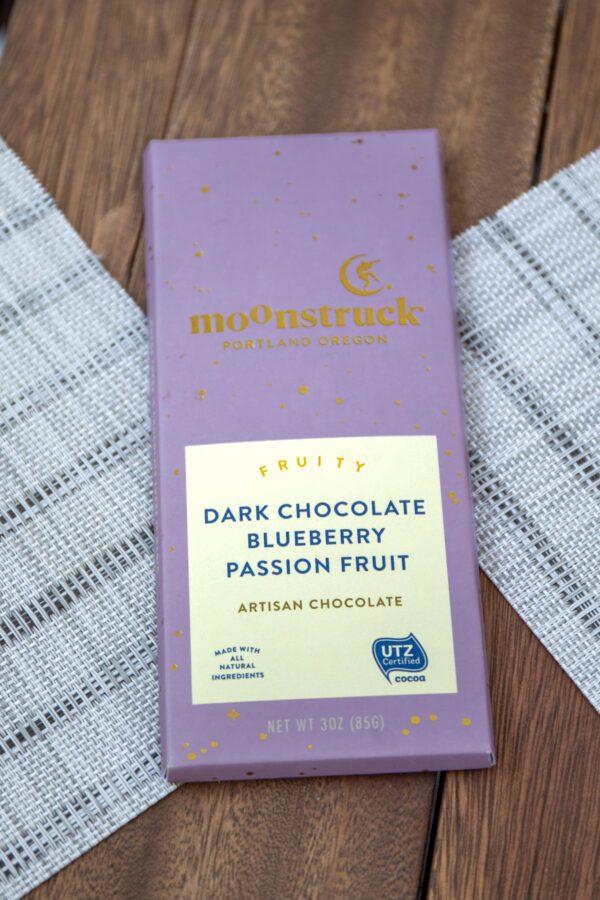 moonstruck
PORTLAND OREGON
FRUITY
DARK CHOCOLATE
BLUEBERRY
PASSION FRUIT
ARTISAN CHOCOLATE
MADE WITH
ALL
NATURAL
INGREDIENTS
UTZ
Certified
cocoa
NET WT 3OZ (85G)